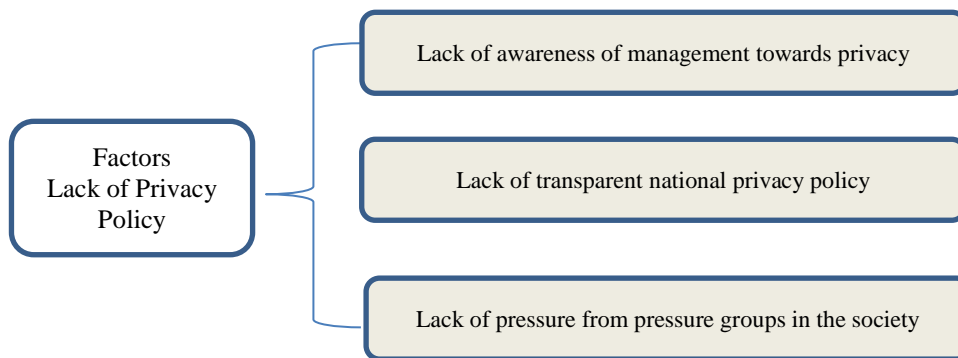 Lack of awareness of management towards privacy
Factors
Lack of Privacy
Policy
Lack of transparent national privacy policy
Lack of pressure from pressure groups in the society